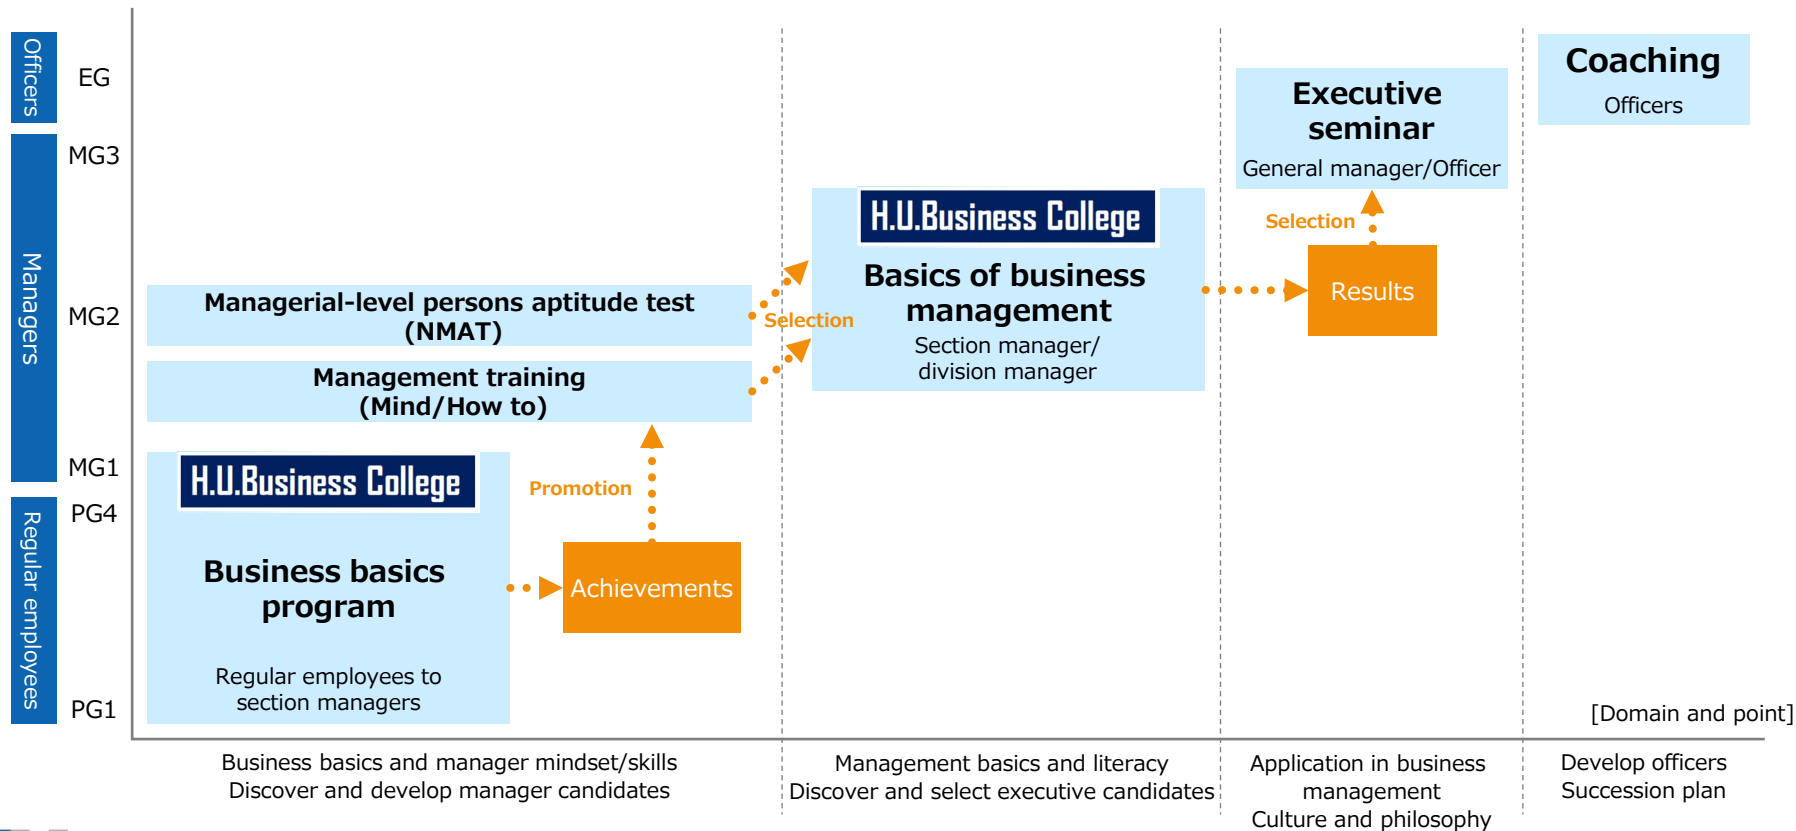 Officers
EG
Managers
MG3
MG2
MG1
Regular employees
PG4
PG1
Managerial-level persons aptitude test
(NMAT)
Management training
(Mind/How to)
H.U.Business College
Business basics
program
Regular employees to
section managers
Promotion
Achievements
Selection
H.U.Business College
Basics of business
management
Section manager/
division manager
Results
Selection
Executive
seminar
General manager/Officer
Coaching
Officers
[Domain and point]
Business basics and manager mindset/skills
Discover and develop manager candidates
Management basics and literacy
Discover and select executive candidates
Application in business
management
Culture and philosophy
Develop officers
Succession plan